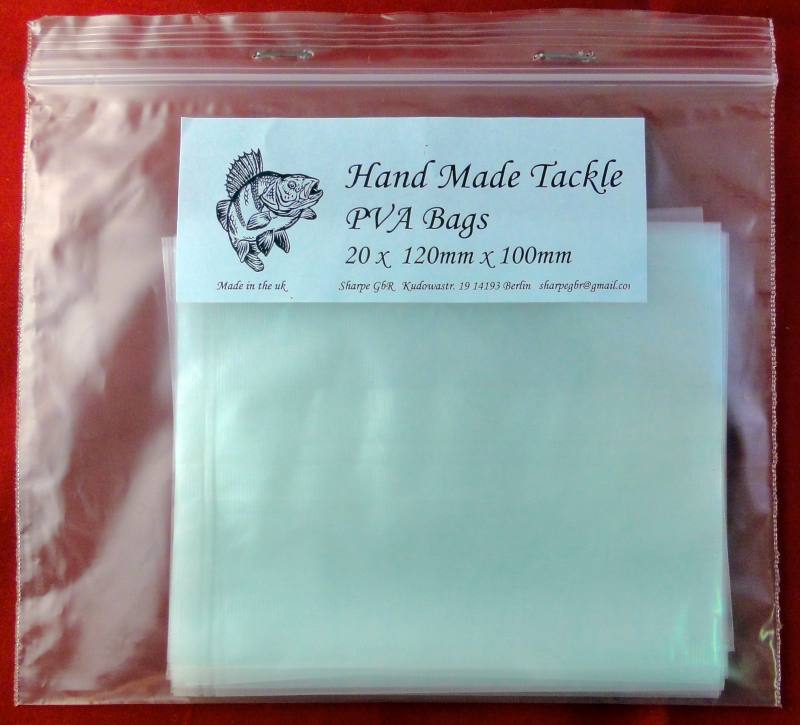 Hand Made Tackle
PVA Bags
20 x 120mm x 100mm
Made in the uk Sharpe GbR Kudowastr. 19 14193 Berlin sharpegbr@gmail.co